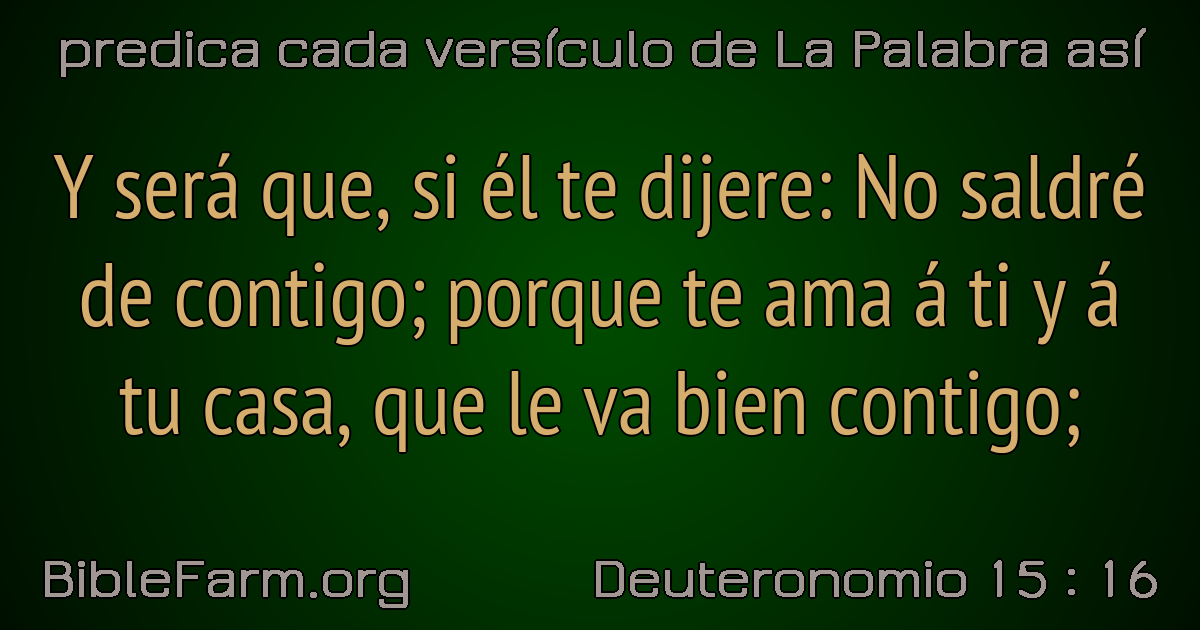 predica cada versículo de La Palabra así
Y será que, si él te dijere: No saldré
de contigo; porque te ama á ti y á
tu casa, que le va bien contigo;
BibleFarm.org
Deuteronomio 15 : 16